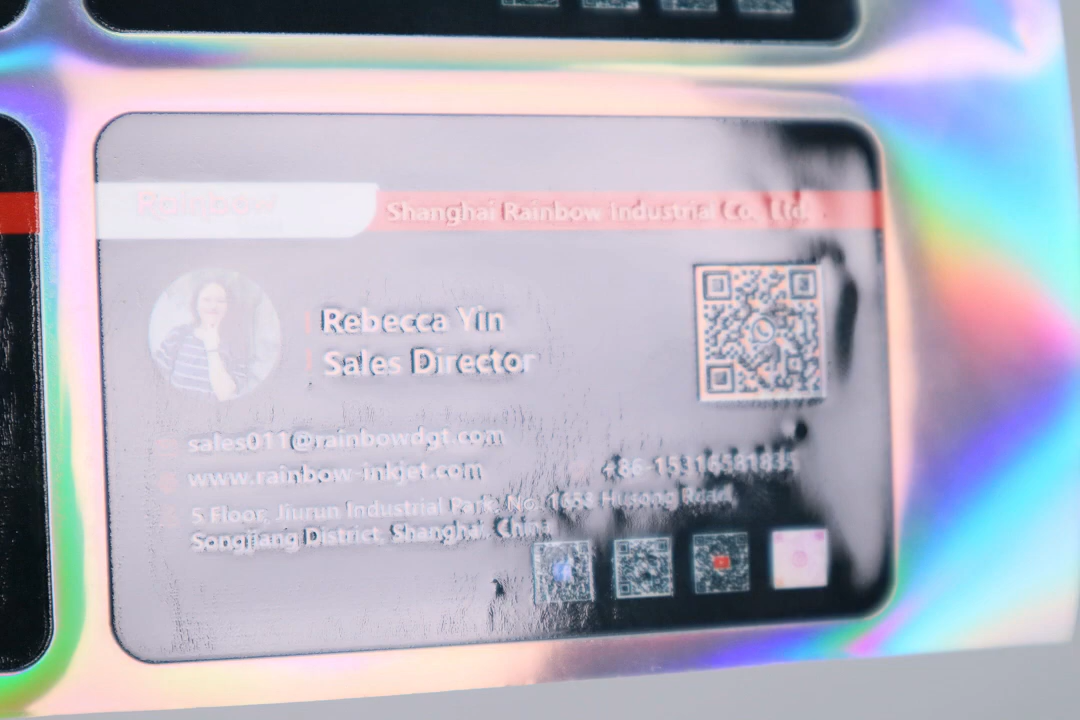 Rainbow
Shanghai Rainbow Industrial Co., Ltd.
Rebecca Yin
Sales Director
sales011@rainbowdgt.com
www.rainbow-inkjet.com
+86-15316581835
5 Floor, Jiurun Industrial Park, No. 1658 Husong Road,
Songjiang District, Shanghai, China